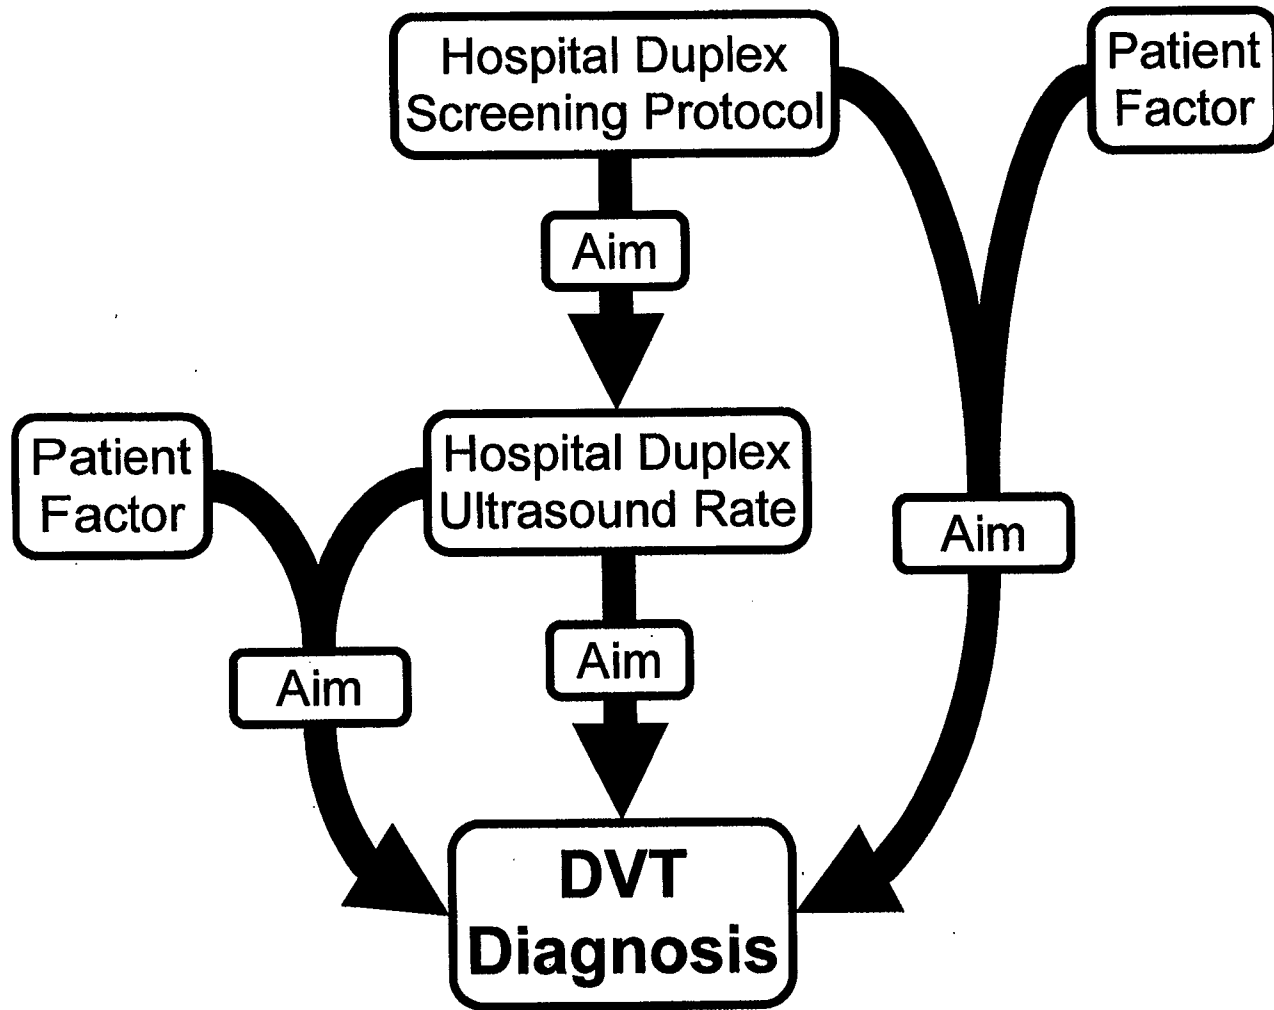 Hospital Duplex
Screening Protocol
Patient
Factor
Aim
Patient
Factor
Hospital Duplex
Ultrasound Rate
Aim
Aim
Aim
DVT
Diagnosis